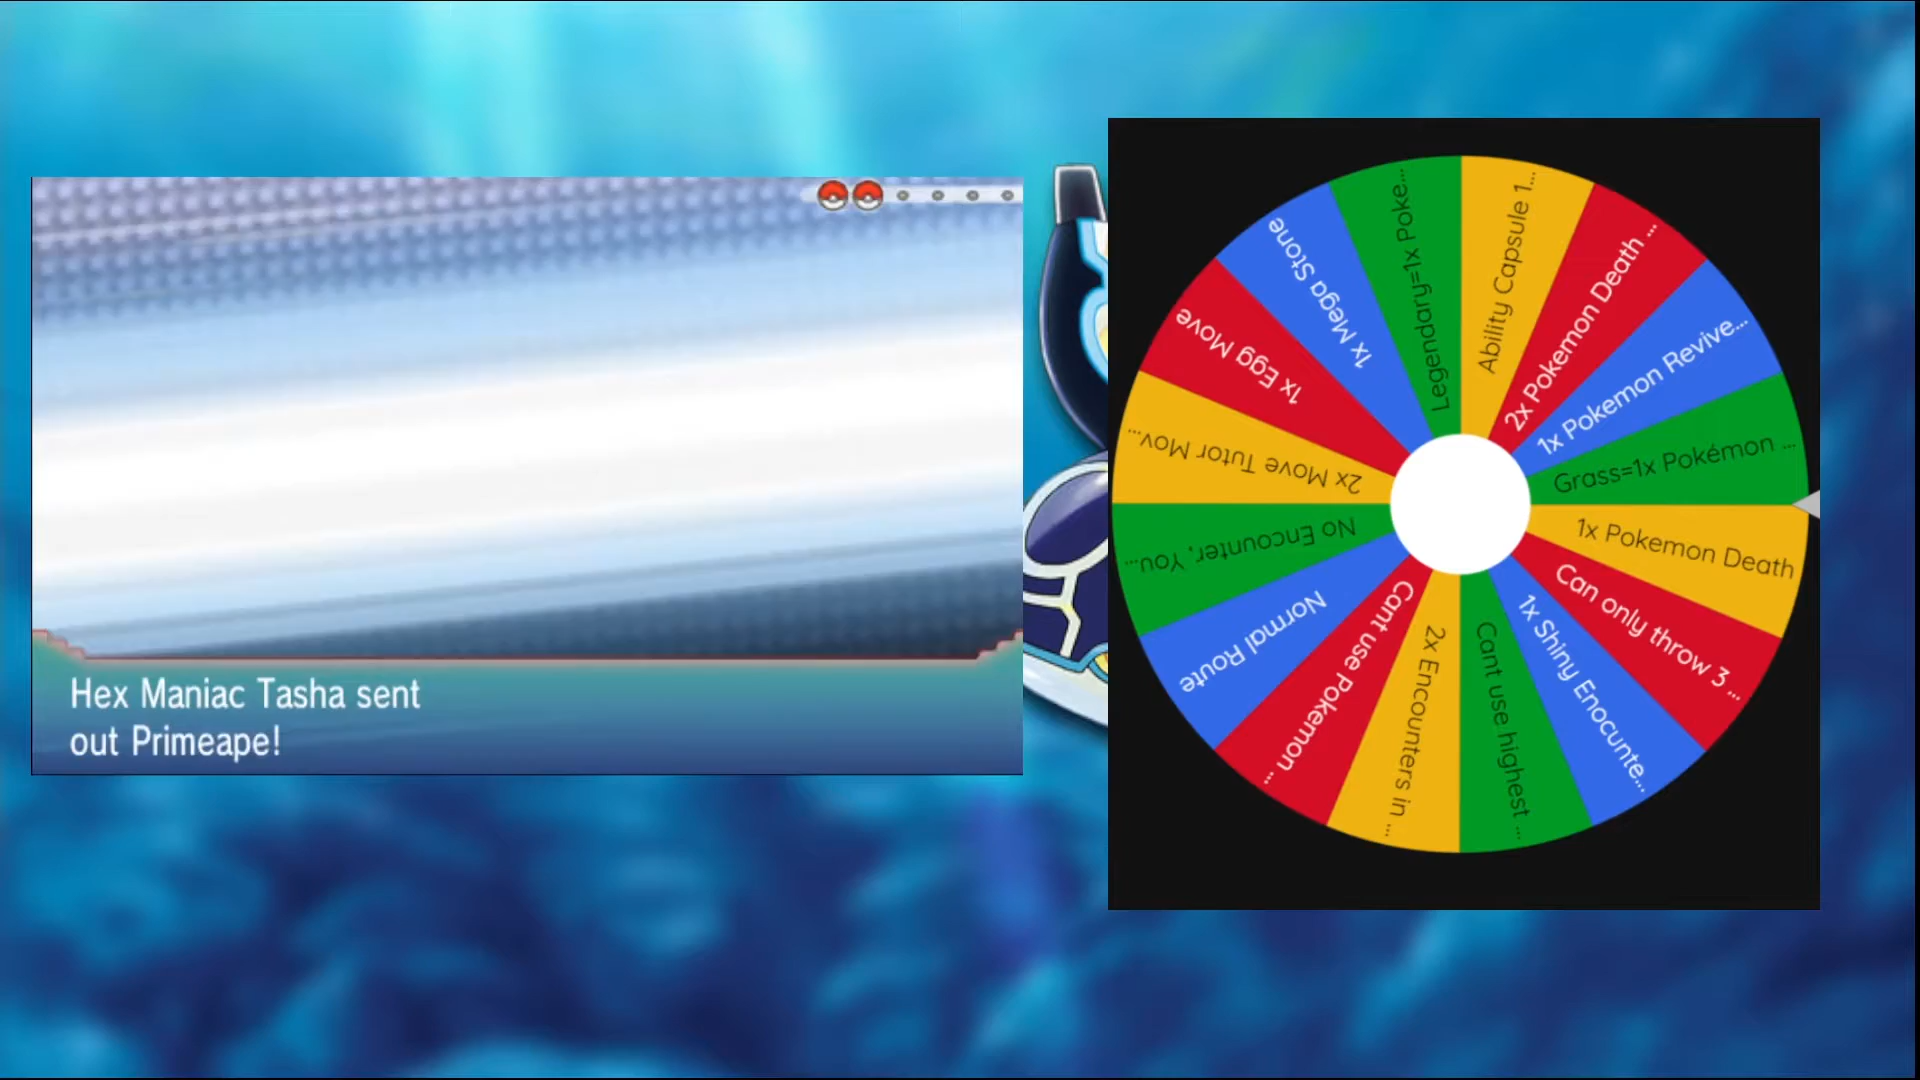 Hex Maniac Tasha sent
out Primeape!
Legendary=1x Poke...
Ability Capsule 1...
2x Pokemon Death ...
1x Pokemon Revive...
Grass=1x Pokémon ...
1x Pokemon Death
Can only throw 3 ...
1x Shiny Enocunte...
Cant use highest ...
2x Encounters in ...
Cant use Pokemon ...
Normal Route
No Encounter, You...
2x Move Tutor Mov...
1x Egg Move
1x Mega Stone